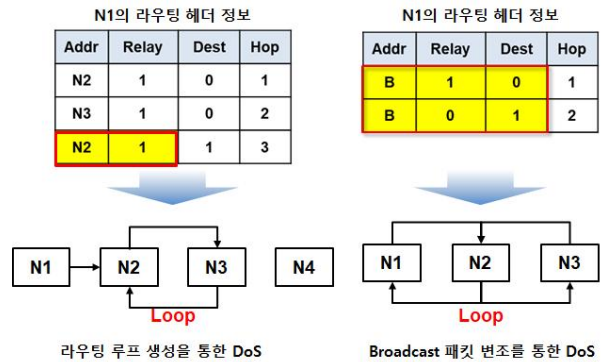 N1의 라우팅 헤더 정보
Addr Relay Dest Hop
N2 1 0 1
N3 1 0 2
N2 1 1 3
N1 N2 N3 N4
Loop
라우팅 루프 생성을 통한 DoS
N1의 라우팅 헤더 정보
Addr Relay Dest Hop
B 1 0 1
B 0 1 2
N1 N2 N3
Loop
Broadcast 패킷 변조를 통한 DoS